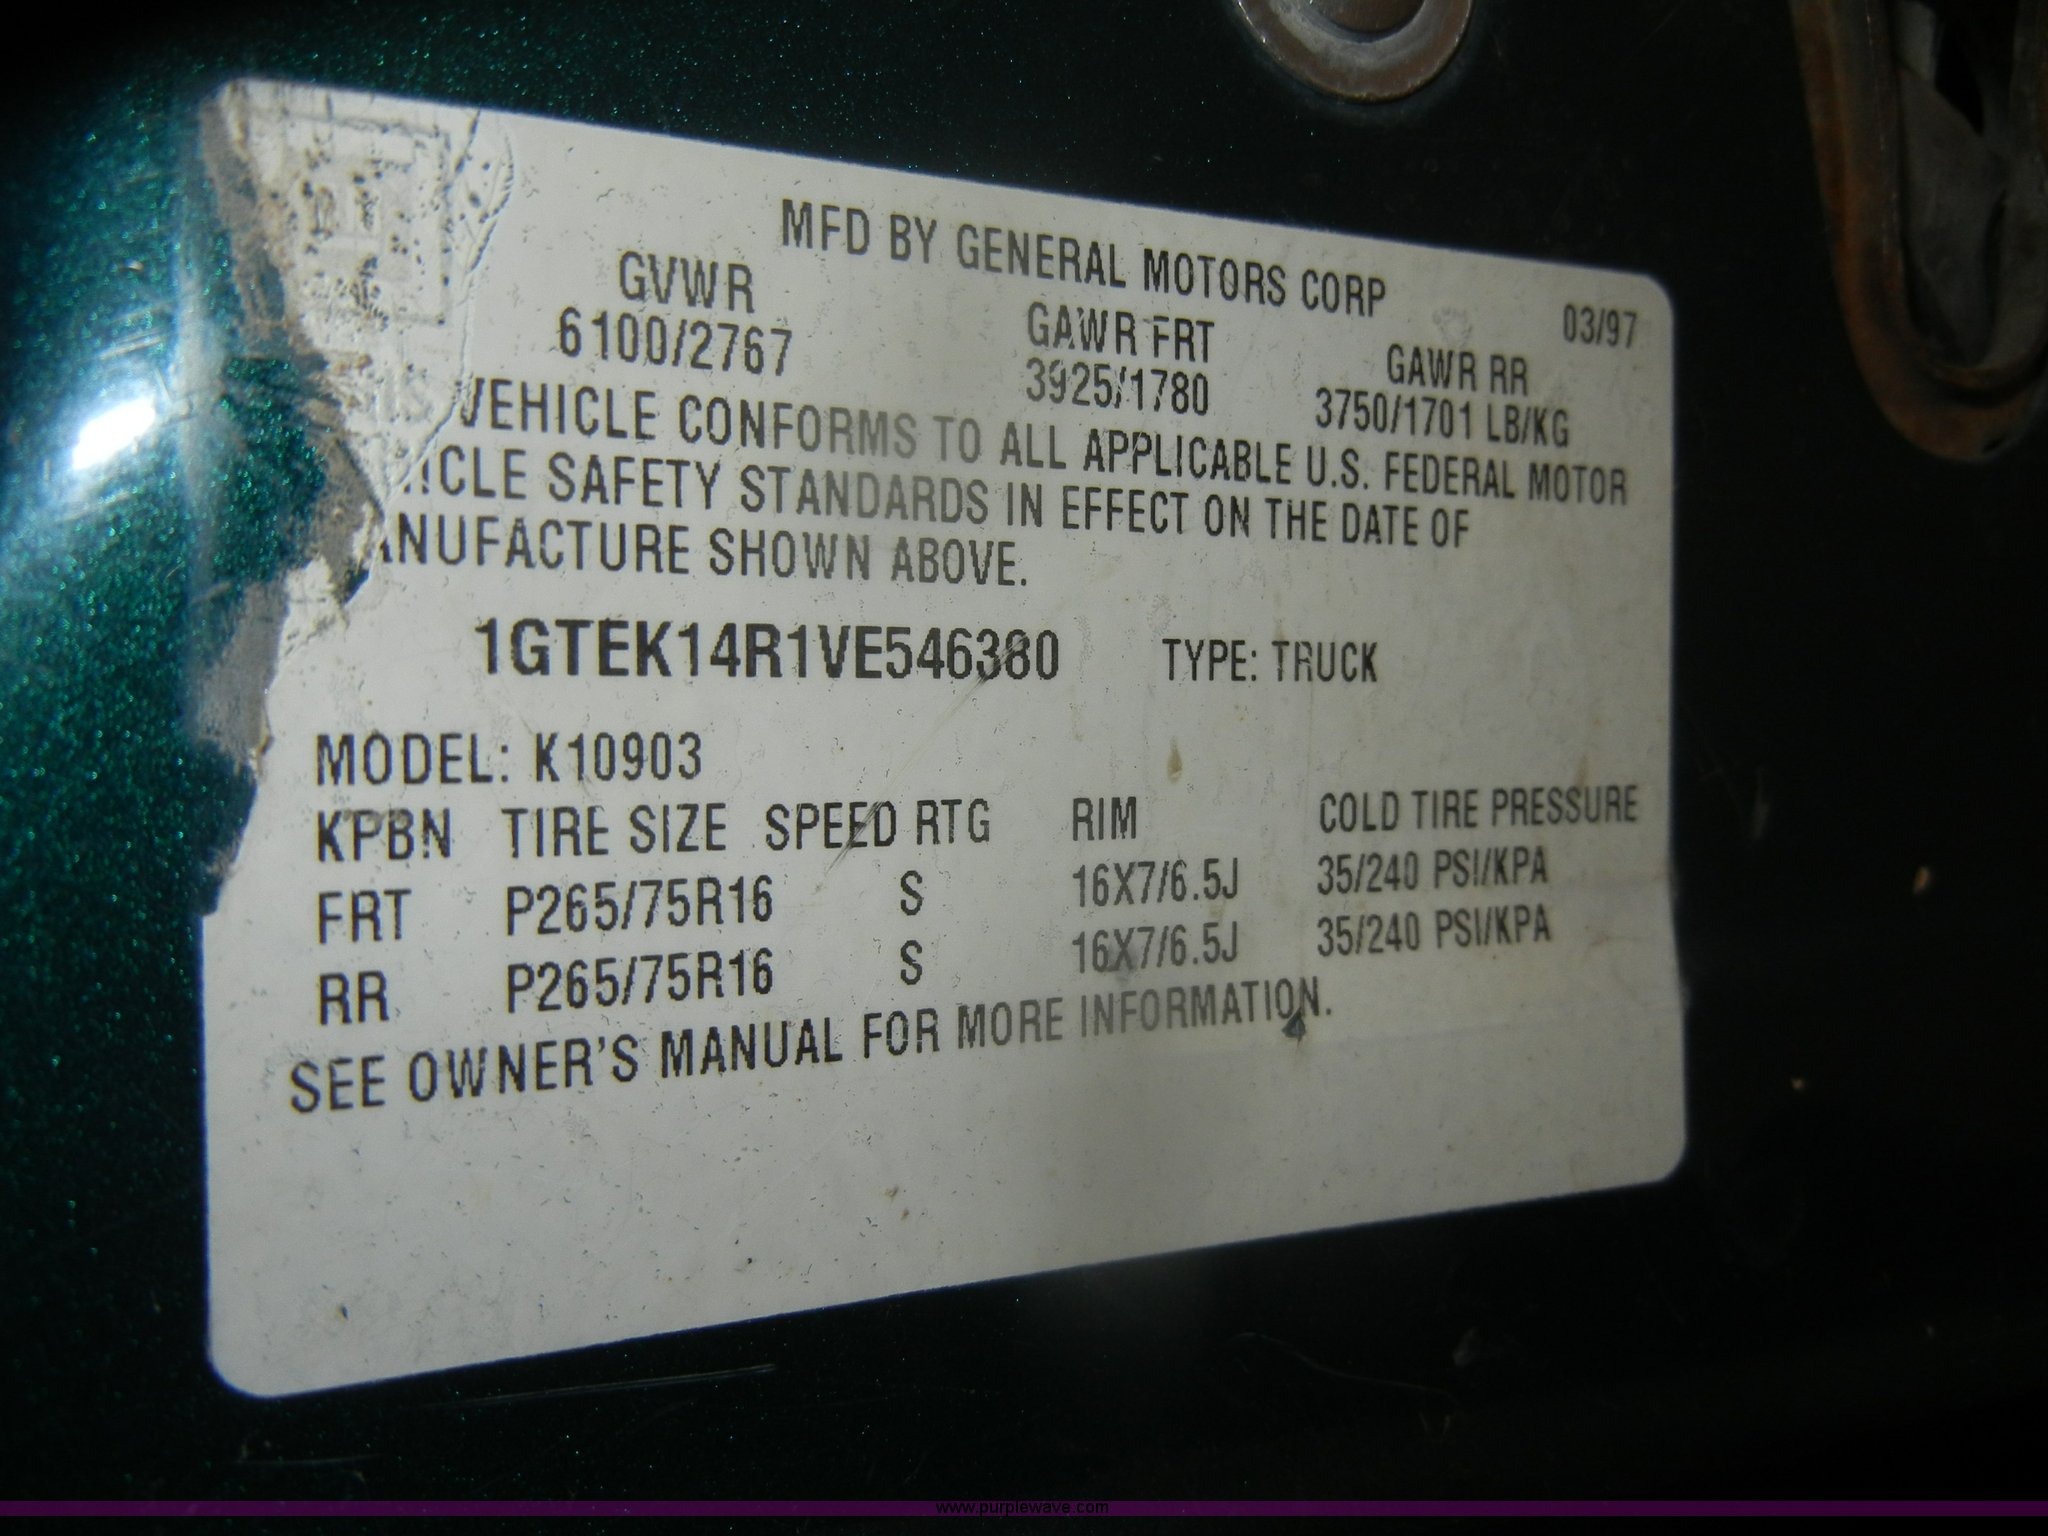 MFD BY GENERAL MOTORS CORP 03/97
GVWR GAWR FRT GAWR RR
6100/2767 3925/1780 3750/1701 LB/KG
VEHICLE CONFORMS TO ALL APPLICABLE U.S. FEDERAL MOTOR
ICLE SAFETY STANDARDS IN EFFECT ON THE DATE OF
ANUFACTURE SHOWN ABOVE.
1GTEK14R1VE546380 TYPE: TRUCK
MODEL: K10903
KPBN TIRE SIZE SPEED RTG RIM COLD TIRE PRESSURE
FRT P265/75R16 S 16X7/6.5J 35/240 PSI/KPA
RR P265/75R16 S 16X7/6.5J 35/240 PSI/KPA
SEE OWNER'S MANUAL FOR MORE INFORMATION.
www.purplewave.com